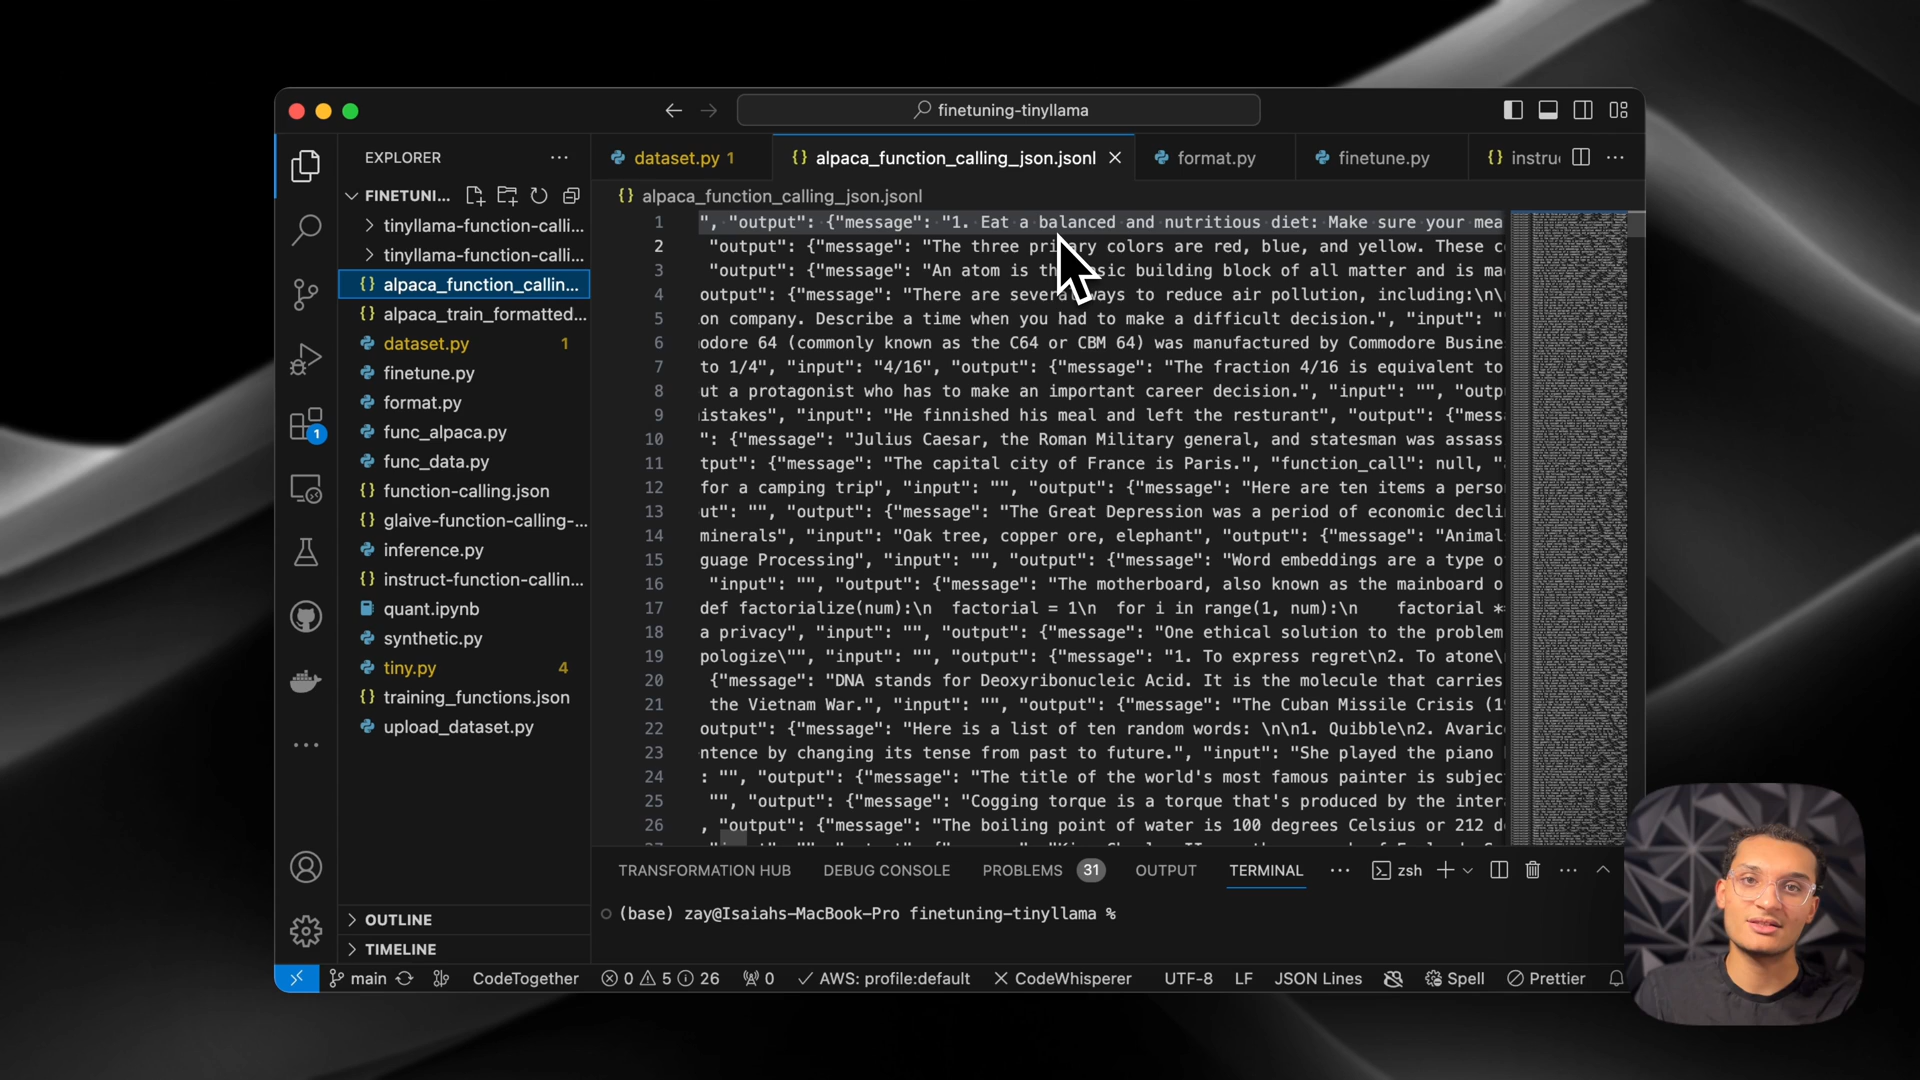 finetuning-tinyllama
EXPLORER
dataset.py 1
{} alpaca_function_calling_json.jsonl
format.py
finetune.py
{}
FINETUNI...
{} alpaca_function_calling_json.jsonl
tinyllama-function-calli...
tinyllama-function-calli...
{} alpaca_function_callin...
{} alpaca_train_formatted...
dataset.py 1
finetune.py
format.py
func_alpaca.py
func_data.py
{} function-calling.json
{} glaive-function-calling-...
inference.py
{} instruct-function-callin...
quant.ipynb
synthetic.py
tiny.py 4
{} training_functions.json
upload_dataset.py
OUTLINE
TIMELINE
1 ", "output": {"message": "1. Eat a balanced and nutritious diet: Make sure your
2 "output": {"message": "The three primary colors are red, blue, and yellow. These
3 "output": {"message": "An atom is basic building block of all matter and is
4 output": {"message": "There are several ways to reduce air pollution, including:\n\
5 on company. Describe a time when you had to make a difficult decision.", "input": "
6 odore 64 (commonly known as the C64 or CBM 64) was manufactured by Commodore
7 to 1/4", "input": "4/16", "output": {"message": "The fraction 4/16 is equivalent to
8 ut a protagonist who has to make an important career decision.", "input": "", "outp
9 istakes", "input": "He finnished his meal and left the resturant", "output": {"mess
10 ": {"message": "Julius Caesar, the Roman Military general, and statesman was assass
11 tput": {"message": "The capital city of France is Paris.", "function_call": null, "
12 for a camping trip", "input": "", "output": {"message": "Here are ten items a perso
13 ut": "", "output": {"message": "The Great Depression was a period of economic decli
14 minerals", "input": "Oak tree, copper ore, elephant", "output": {"message": "Animal
15 guage Processing", "input": "", "output": {"message": "Word embeddings are a type o
16 "input": "", "output": {"message": "The motherboard, also known as the mainboard o
17 def factorialize(num):\n  factorial = 1\n  for i in range(1, num):\n    factorial *
18 a privacy", "input": "", "output": {"message": "One ethical solution to the problem
19 pologize\"", "input": "", "output": {"message": "1. To express regret\n2. To atone\
20 {"message": "DNA stands for Deoxyribonucleic Acid. It is the molecule that carries
21 the Vietnam War.", "input": "", "output": {"message": "The Cuban Missile Crisis (1
22 output": {"message": "Here is a list of ten random words: \n\n1. Quibble\n2. Avaric
23 ntence by changing its tense from past to future.", "input": "She played the piano
24 : "", "output": {"message": "The title of the world's most famous painter is subjec
25 "", "output": {"message": "Cogging torque is a torque that's produced by the inter
26 , "output": {"message": "The boiling point of water is 100 degrees Celsius or 212 d
TRANSFORMATION HUB DEBUG CONSOLE PROBLEMS 31 OUTPUT TERMINAL zsh
(base) zay@Isaiahs-MacBook-Pro finetuning-tinyllama %
main CodeTogether 0 5 26 0 AWS: profile:default CodeWhisperer UTF-8 LF JSON Lines Spell Prettier
1